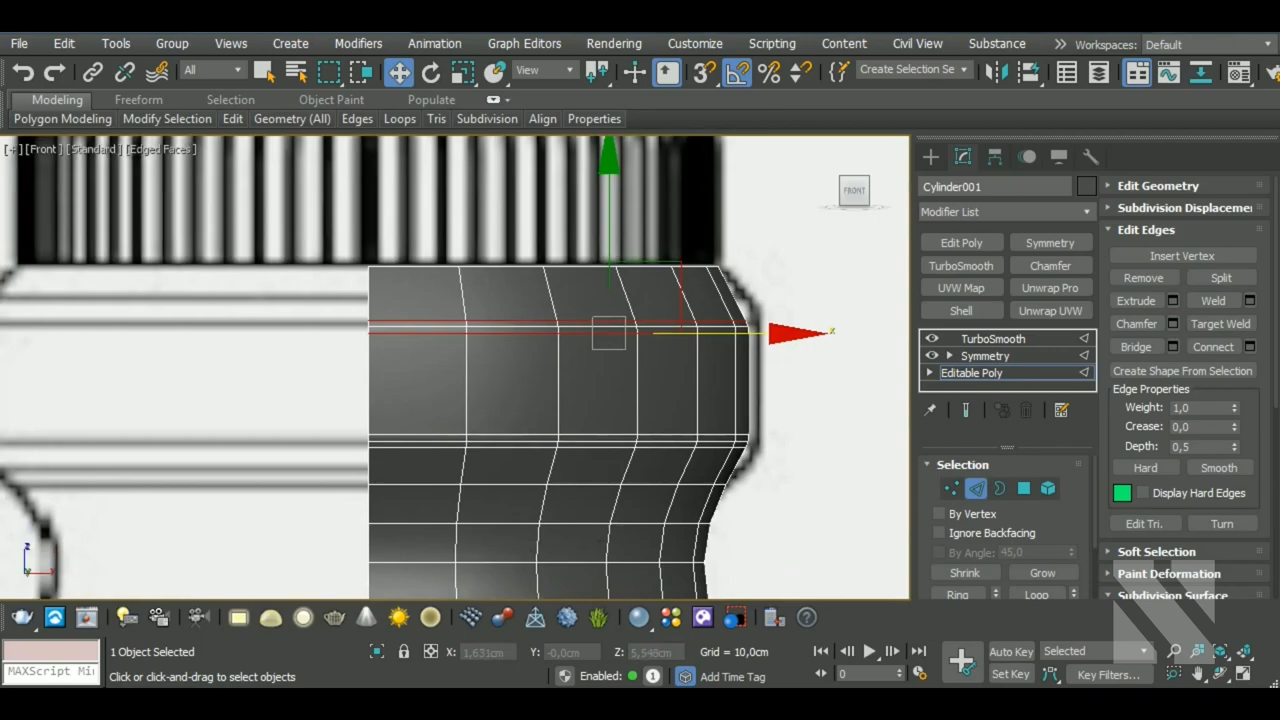 File Edit Tools Group Views Create Modifiers Animation Graph Editors Rendering Customize Scripting Content Civil View Substance Workspaces: Default
All View Create Selection Se
Modeling Freeform Selection Object Paint Populate
Polygon Modeling Modify Selection Edit Geometry (All) Edges Loops Tris Subdivision Align Properties
[+] [Front] [Standard] [Edged Faces]
FRONT
x
z
Cylinder001
Modifier List
Edit Poly Symmetry
TurboSmooth Chamfer
UVW Map Unwrap Pro
Shell Unwrap UVW
TurboSmooth
Symmetry
Editable Poly
Selection
By Vertex
Ignore Backfacing
By Angle: 45,0
Shrink Grow
Ring Loop
Edit Geometry
Subdivision Displacemen
Edit Edges
Insert Vertex
Remove Split
Extrude Weld
Chamfer Target Weld
Bridge Connect
Create Shape From Selection
Edge Properties
Weight: 1,0
Crease: 0,0
Depth: 0,5
Hard Smooth
Display Hard Edges
Edit Tri. Turn
Soft Selection
Paint Deformation
Subdivision Surface
MAXScript Mi
1 Object Selected
Click or click-and-drag to select objects
X: 1,631cm Y: -0,0cm Z: 5,548cm Grid = 10,0cm
Enabled: 1 Add Time Tag
0
Auto Key Selected
Set Key Key Filters...